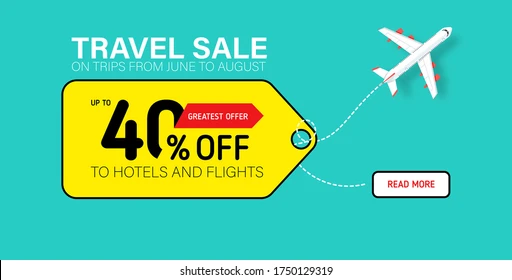 TRAVEL SALE
ON TRIPS FROM JUNE TO AUGUST
UP TO
40% OFF
GREATEST OFFER
TO HOTELS AND FLIGHTS
READ MORE
shutterstock.com · 1750129319